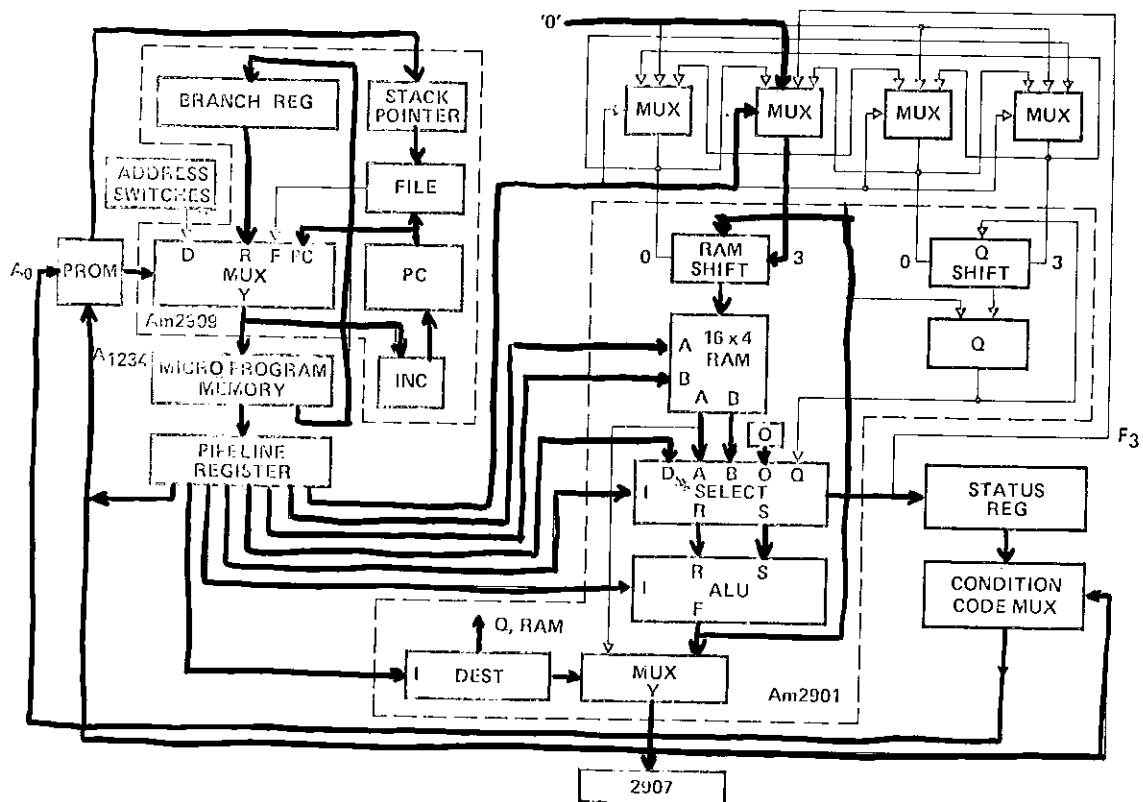 '0'
BRANCH REG
STACK
POINTER
MUX
MUX
MUX
MUX
ADDRESS
SWITCHES
FILE
D R F PC
MUX
Y
PROM
A0
PC
Am2909
A1234
MICRO PROGRAM
MEMORY
INC
PIPELINE
REGISTER
0
RAM
SHIFT
3
0
Q
SHIFT
3
A
B
16 x 4
RAM
A B
Q
0
F3
D A B O Q
I
SELECT
R S
STATUS
REG
R S
I
ALU
F
CONDITION
CODE MUX
Q, RAM
I
DEST
MUX
Y
Am2901
2907